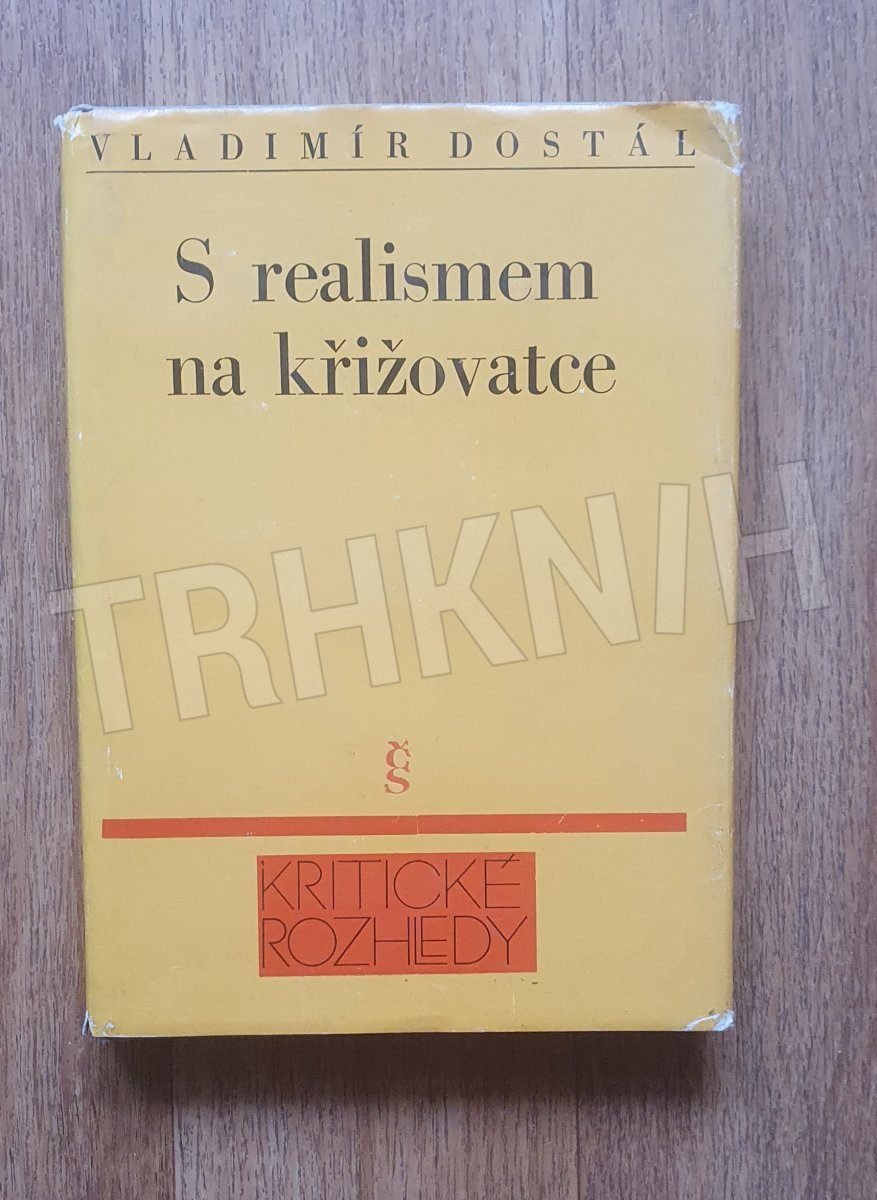 VLADIMÍR DOSTÁL
S realismem
na křižovatce
TRHKNIH
čs
KRITICKÉ
ROZHLEDY